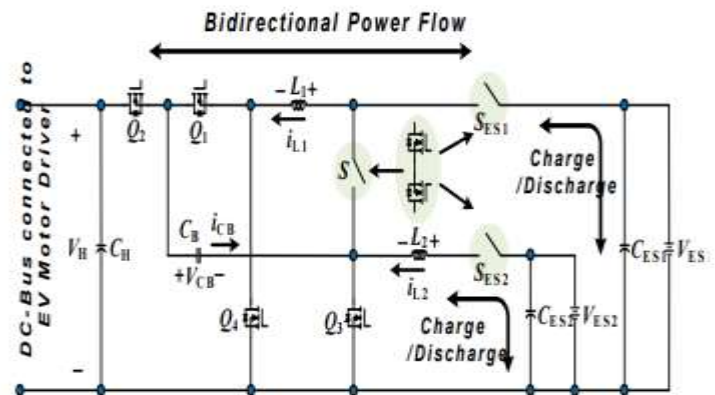 Bidirectional Power Flow
DC-Bus connected to
EV Motor Driver
Q2
Q1
−L1+
iL1
S
SES1
Charge
/Discharge
+
VH
CH
−
CB
iCB
+VCB−
−L2+
iL2
SES2
Q4
Q3
Charge
/Discharge
CES2
VES2
CES1
VES1